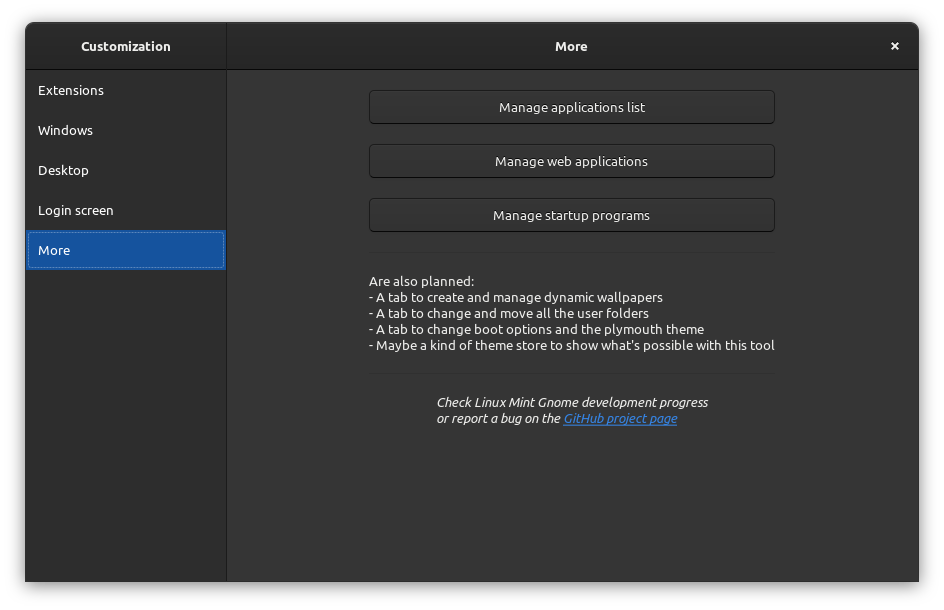 Customization
More
Extensions
Windows
Desktop
Login screen
More
Manage applications list
Manage web applications
Manage startup programs
Are also planned:
- A tab to create and manage dynamic wallpapers
- A tab to change and move all the user folders
- A tab to change boot options and the plymouth theme
- Maybe a kind of theme store to show what's possible with this tool
Check Linux Mint Gnome development progress
or report a bug on the GitHub project page